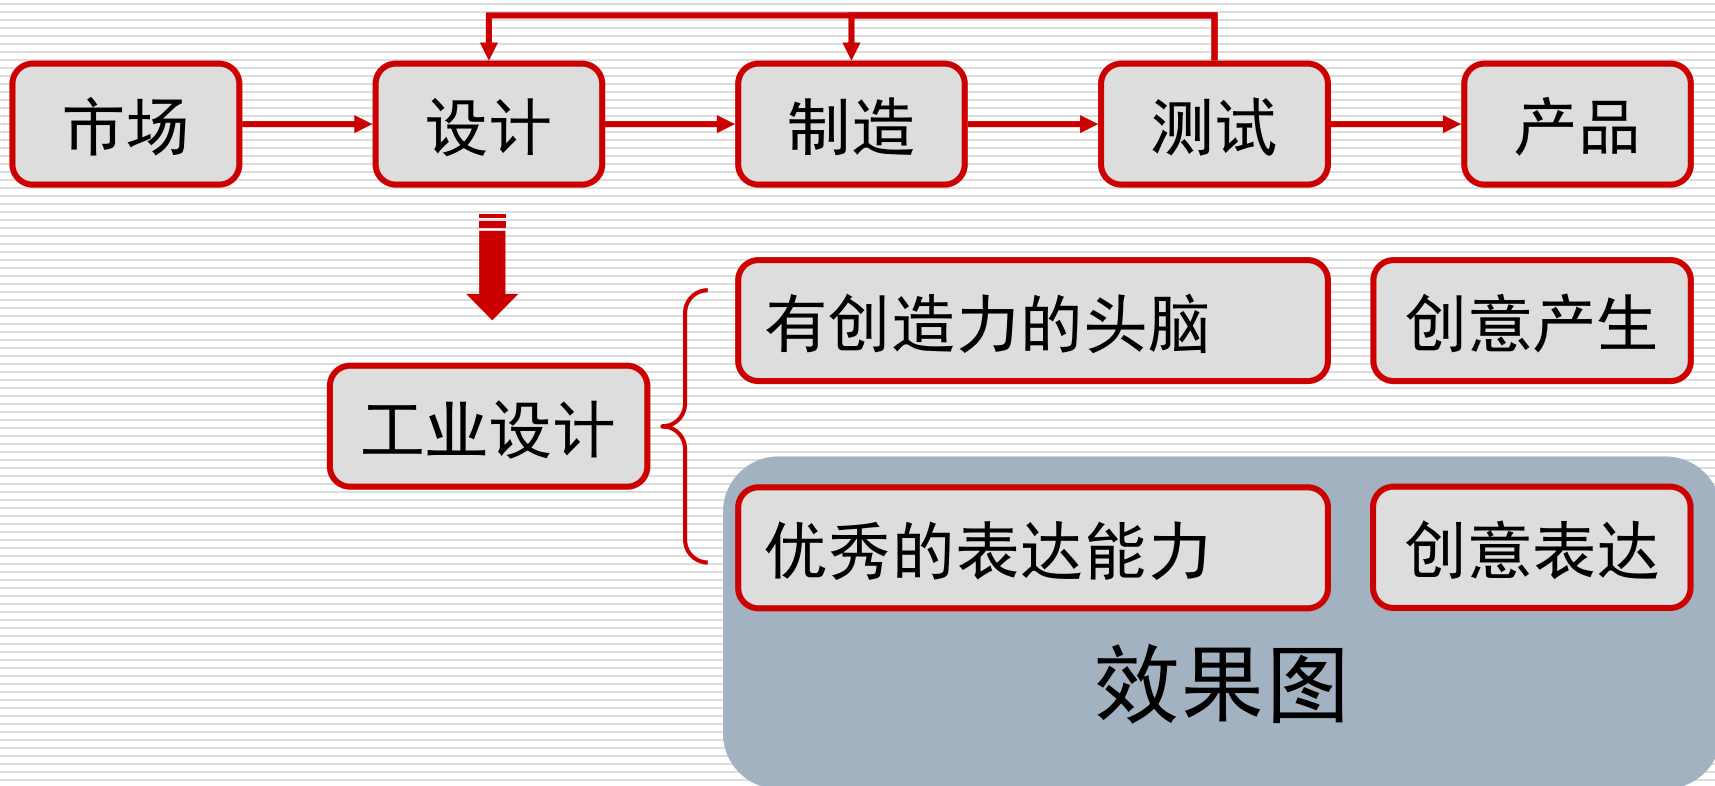 市场
设计
制造
测试
产品
有创造力的头脑
创意产生
工业设计
优秀的表达能力
创意表达
效果图